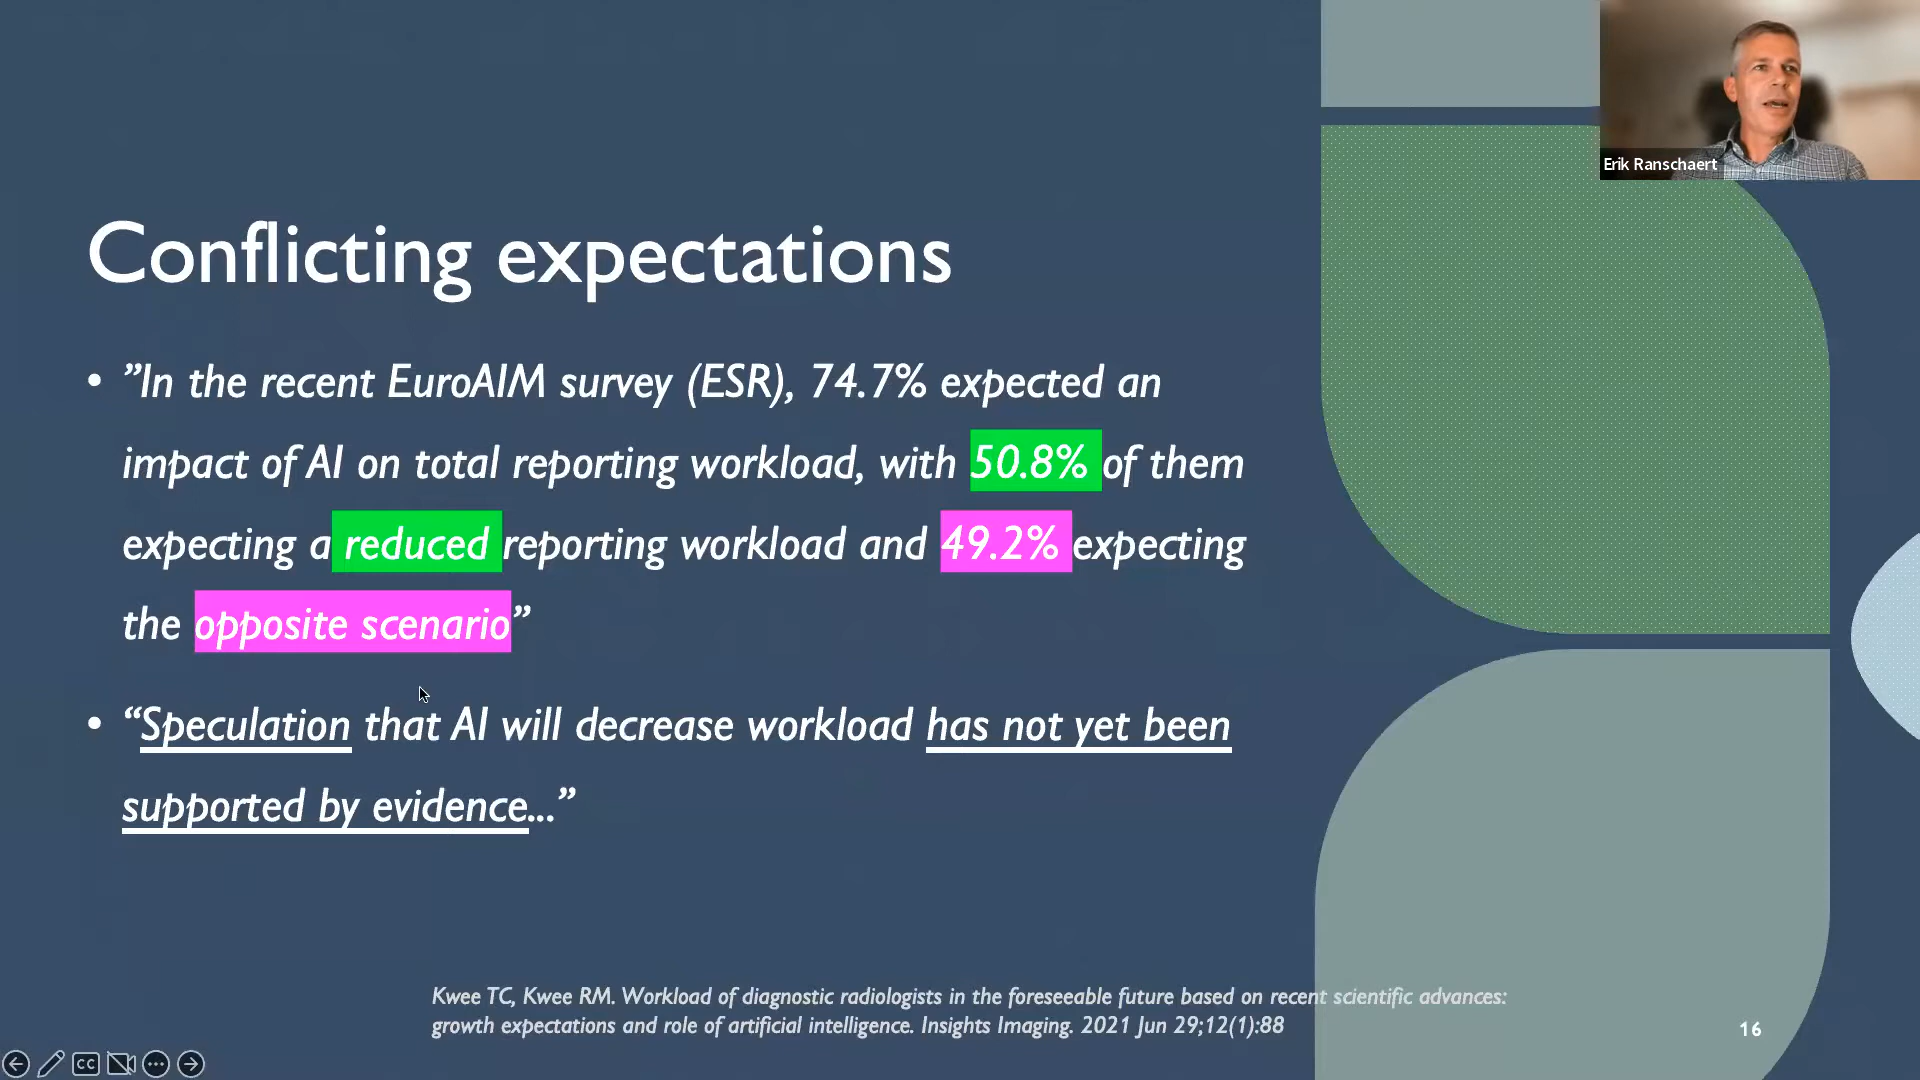 Erik Ranschaert
Conflicting expectations
• ”In the recent EuroAIM survey (ESR), 74.7% expected an
impact of AI on total reporting workload, with 50.8% of them
expecting a reduced reporting workload and 49.2% expecting
the opposite scenario”
• “Speculation that AI will decrease workload has not yet been
supported by evidence...”
Kwee TC, Kwee RM. Workload of diagnostic radiologists in the foreseeable future based on recent scientific advances:
growth expectations and role of artificial intelligence. Insights Imaging. 2021 Jun 29;12(1):88
16
CC